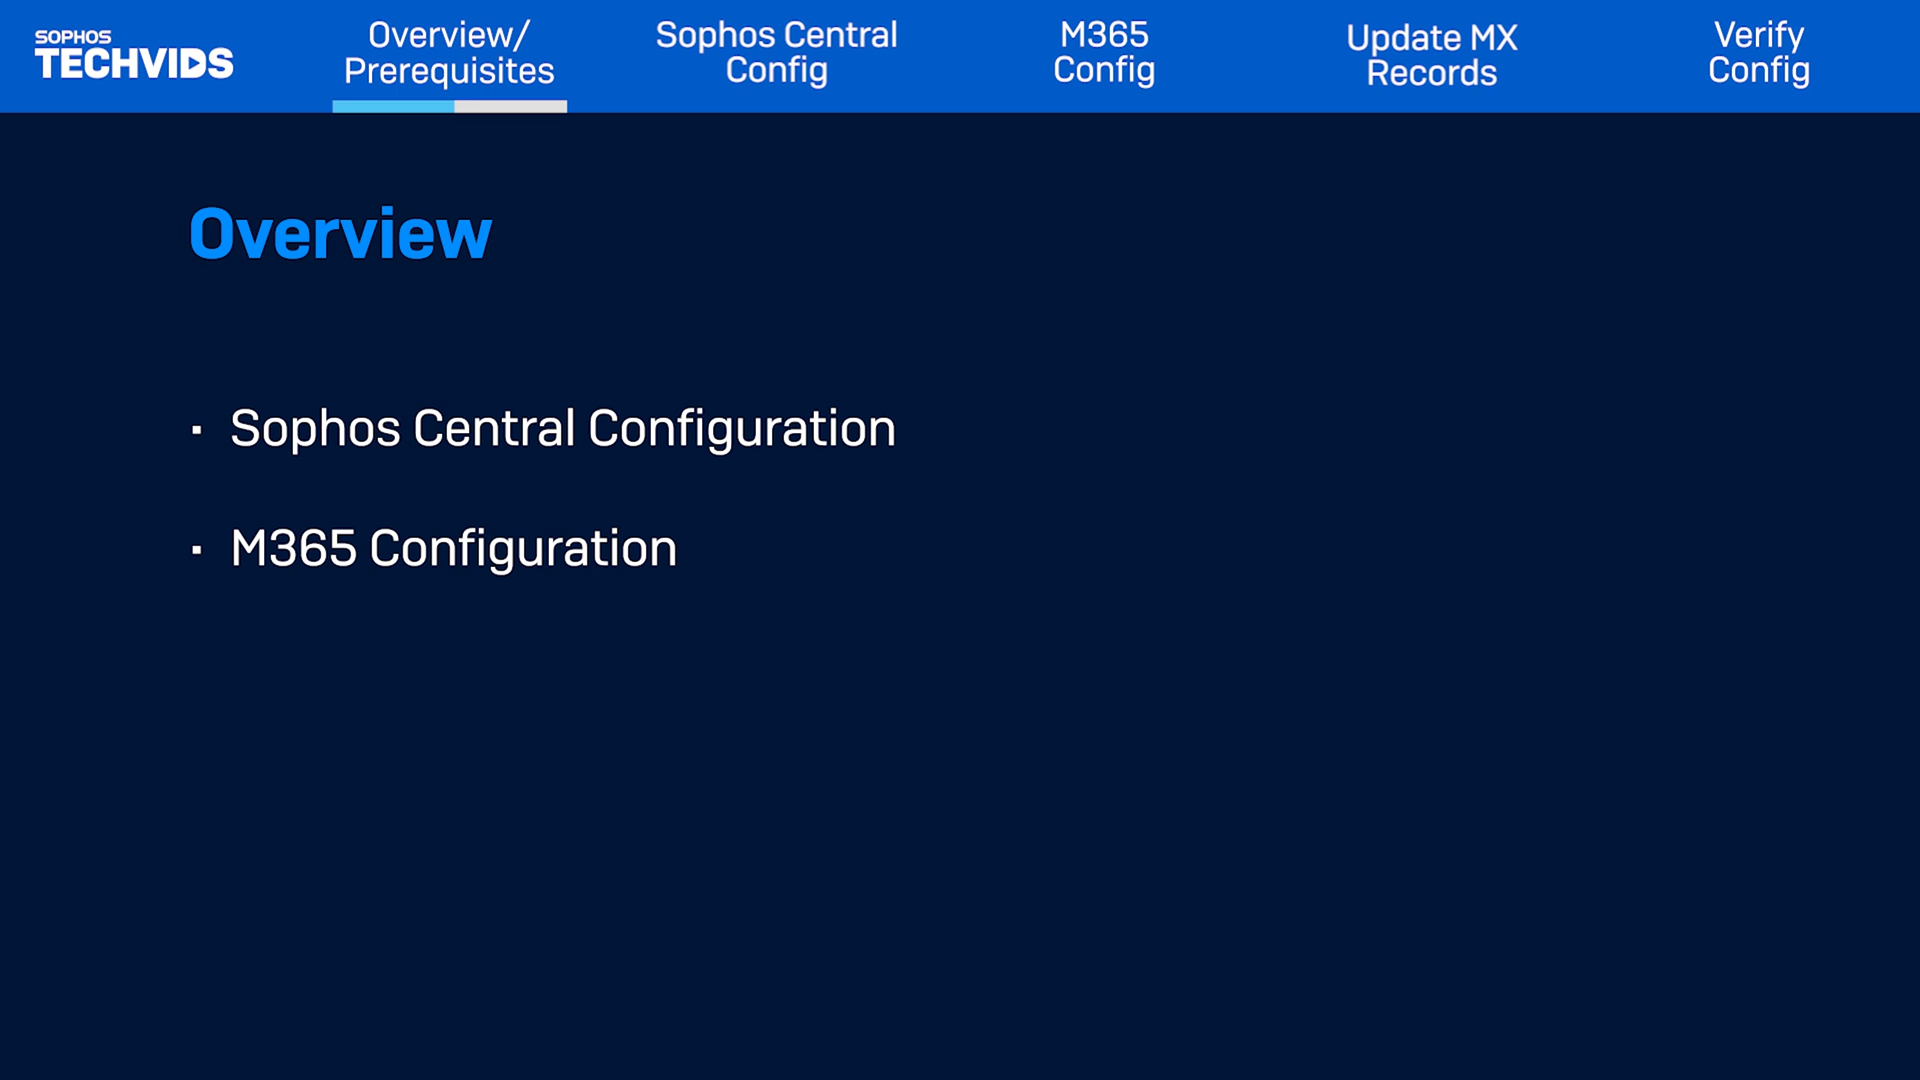 SOPHOS
TECHVIDS
Overview/
Prerequisites
Sophos Central
Config
M365
Config
Update MX
Records
Verify
Config
Overview
▪ Sophos Central Configuration
▪ M365 Configuration